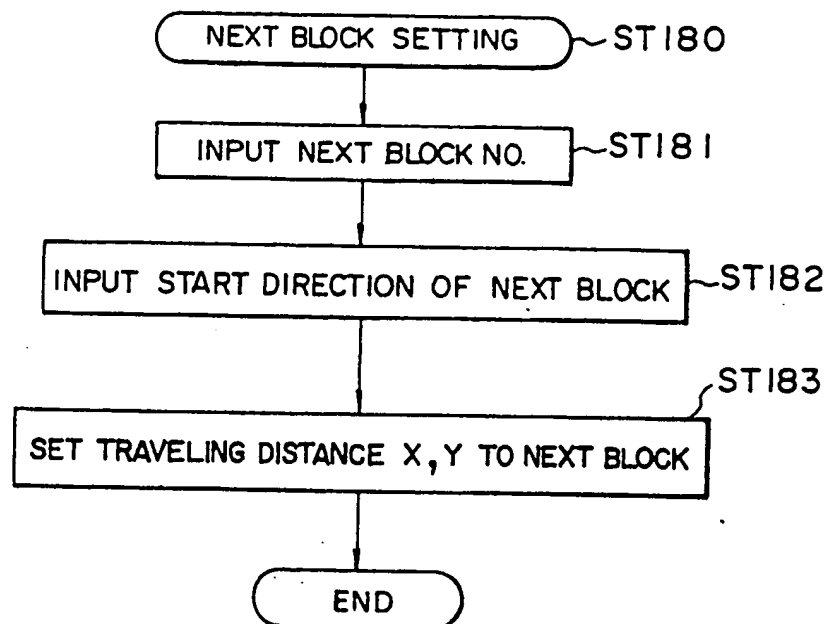 NEXT BLOCK SETTING ST180
INPUT NEXT BLOCK NO. ST181
INPUT START DIRECTION OF NEXT BLOCK ST182
ST183
SET TRAVELING DISTANCE X, Y TO NEXT BLOCK
END